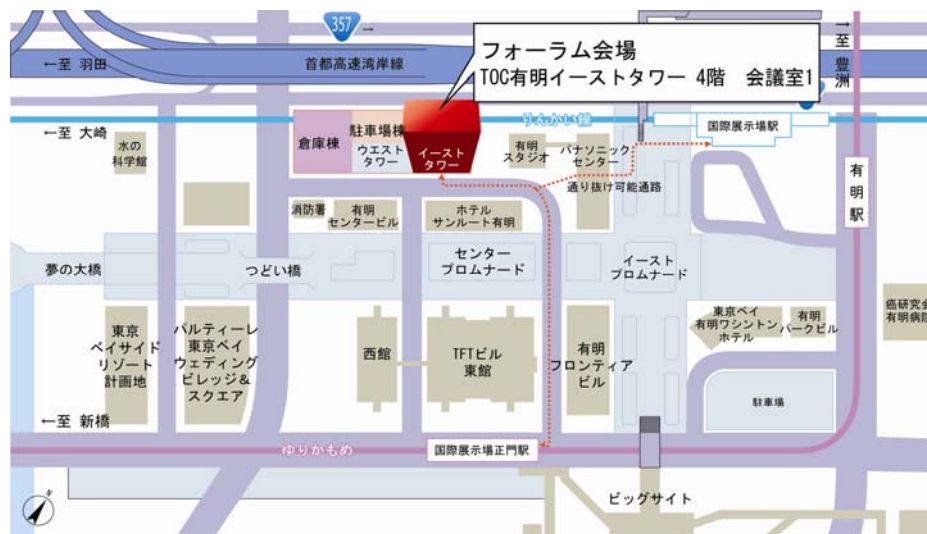 357
→
フォーラム会場
TOC有明イーストタワー 4階 会議室1
←至 羽田
首都高速湾岸線
→至 豊洲
←至 大崎
りんかい線
国際展示場駅
水の
科学館
倉庫棟
駐車場棟
ウエスト
タワー
イースト
タワー
有明
スタジオ
パナソニック
センター
通り抜け可能通路
有明駅
消防署
有明
センタービル
ホテル
サンルート有明
夢の大橋
つどい橋
センター
プロムナード
イースト
プロムナード
東京
ベイサイド
リゾート
計画地
パルティーレ
東京ベイ
ウェディング
ビレッジ&
スクエア
西館
TFTビル
東館
有明
フロンティア
ビル
東京ベイ
有明ワシントン
ホテル
有明
パークビル
癌研究会
有明病院
駐車場
←至 新橋
ゆりかもめ
国際展示場正門駅
ビッグサイト
N